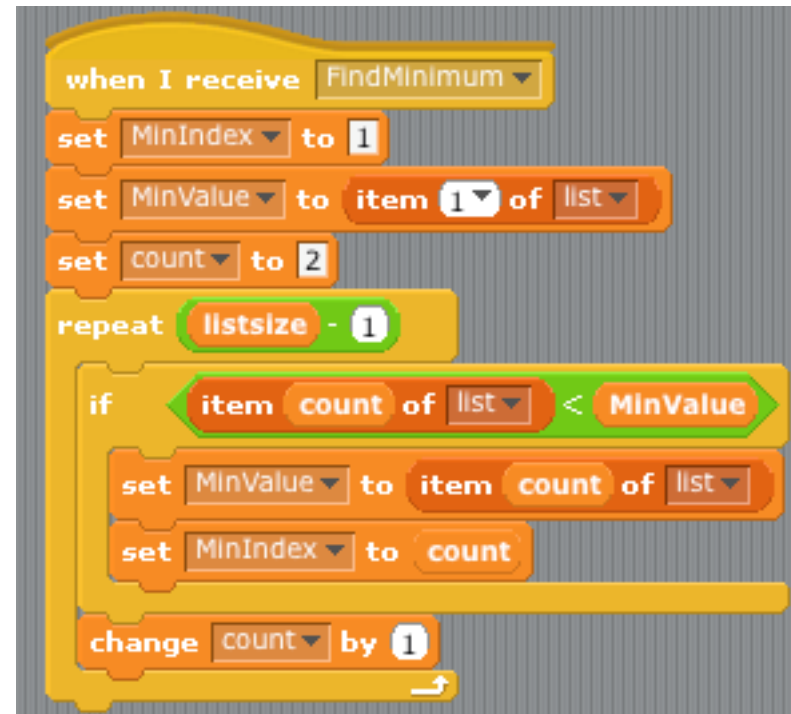 when I receive FindMinimum
set MinIndex to 1
set MinValue to item 1 of list
set count to 2
repeat listsize - 1
if item count of list < MinValue
set MinValue to item count of list
set MinIndex to count
change count by 1